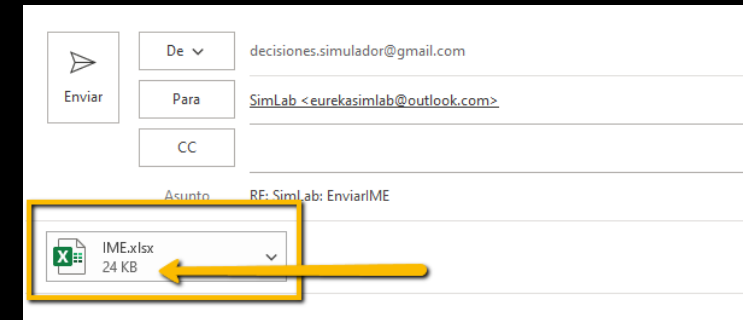 De
decisiones.simulador@gmail.com
Enviar
Para
SimLab <eurekasimlab@outlook.com>
CC
Asunto
RE: SimLab: EnviarIME
IME.xlsx
24 KB